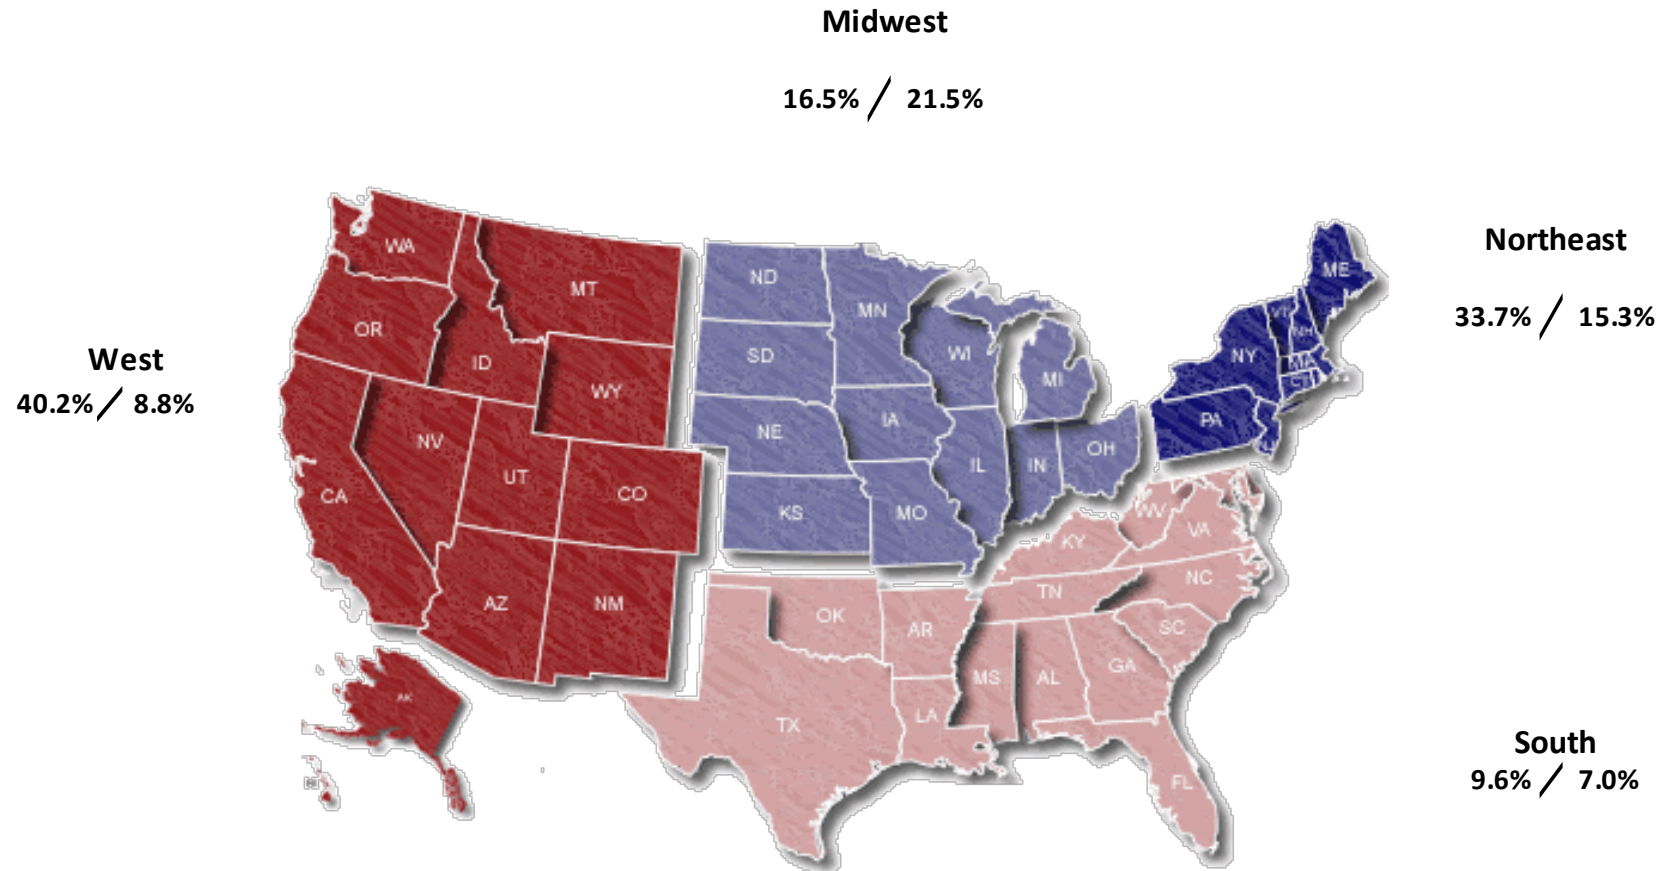 Midwest
16.5% / 21.5%
Northeast
33.7% / 15.3%
West
40.2% / 8.8%
South
9.6% / 7.0%
WA
MT
OR
ID
WY
NV
UT
CO
CA
AZ
NM
AK
ND
MN
SD
WI
MI
NE
IA
IL
IN
OH
KS
MO
ME
VT
NH
NY
MA
CT
PA
NJ
WV
VA
KY
NC
TN
OK
AR
SC
MS
AL
GA
LA
TX
FL